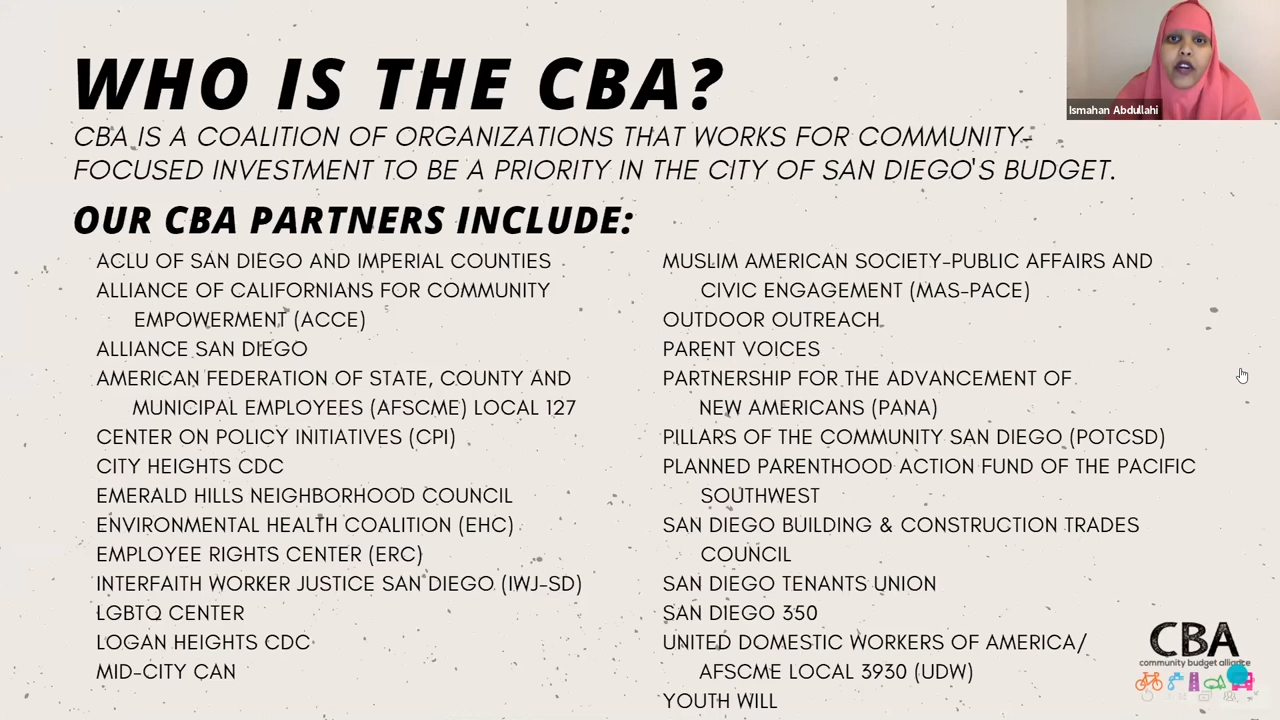 WHO IS THE CBA?
CBA IS A COALITION OF ORGANIZATIONS THAT WORKS FOR COMMUNITY-
FOCUSED INVESTMENT TO BE A PRIORITY IN THE CITY OF SAN DIEGO'S BUDGET.
OUR CBA PARTNERS INCLUDE:
ACLU OF SAN DIEGO AND IMPERIAL COUNTIES
ALLIANCE OF CALIFORNIANS FOR COMMUNITY
EMPOWERMENT (ACCE)
ALLIANCE SAN DIEGO
AMERICAN FEDERATION OF STATE, COUNTY AND
MUNICIPAL EMPLOYEES (AFSCME) LOCAL 127
CENTER ON POLICY INITIATIVES (CPI)
CITY HEIGHTS CDC
EMERALD HILLS NEIGHBORHOOD COUNCIL
ENVIRONMENTAL HEALTH COALITION (EHC)
EMPLOYEE RIGHTS CENTER (ERC)
INTERFAITH WORKER JUSTICE SAN DIEGO (IWJ-SD)
LGBTQ CENTER
LOGAN HEIGHTS CDC
MID-CITY CAN
MUSLIM AMERICAN SOCIETY-PUBLIC AFFAIRS AND
CIVIC ENGAGEMENT (MAS-PACE)
OUTDOOR OUTREACH
PARENT VOICES
PARTNERSHIP FOR THE ADVANCEMENT OF
NEW AMERICANS (PANA)
PILLARS OF THE COMMUNITY SAN DIEGO (POTCSD)
PLANNED PARENTHOOD ACTION FUND OF THE PACIFIC
SOUTHWEST
SAN DIEGO BUILDING & CONSTRUCTION TRADES
COUNCIL
SAN DIEGO TENANTS UNION
SAN DIEGO 350
UNITED DOMESTIC WORKERS OF AMERICA/
AFSCME LOCAL 3930 (UDW)
YOUTH WILL
Ismahan Abdullahi
CBA
community budget alliance